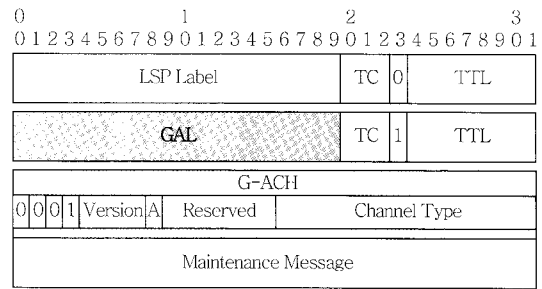 0 1 2 3
0 1 2 3 4 5 6 7 8 9 0 1 2 3 4 5 6 7 8 9 0 1 2 3 4 5 6 7 8 9 0 1
LSP Label TC 0 TTL
GAL TC 1 TTL
G-ACH
0 0 0 1 Version A Reserved Channel Type
Maintenance Message